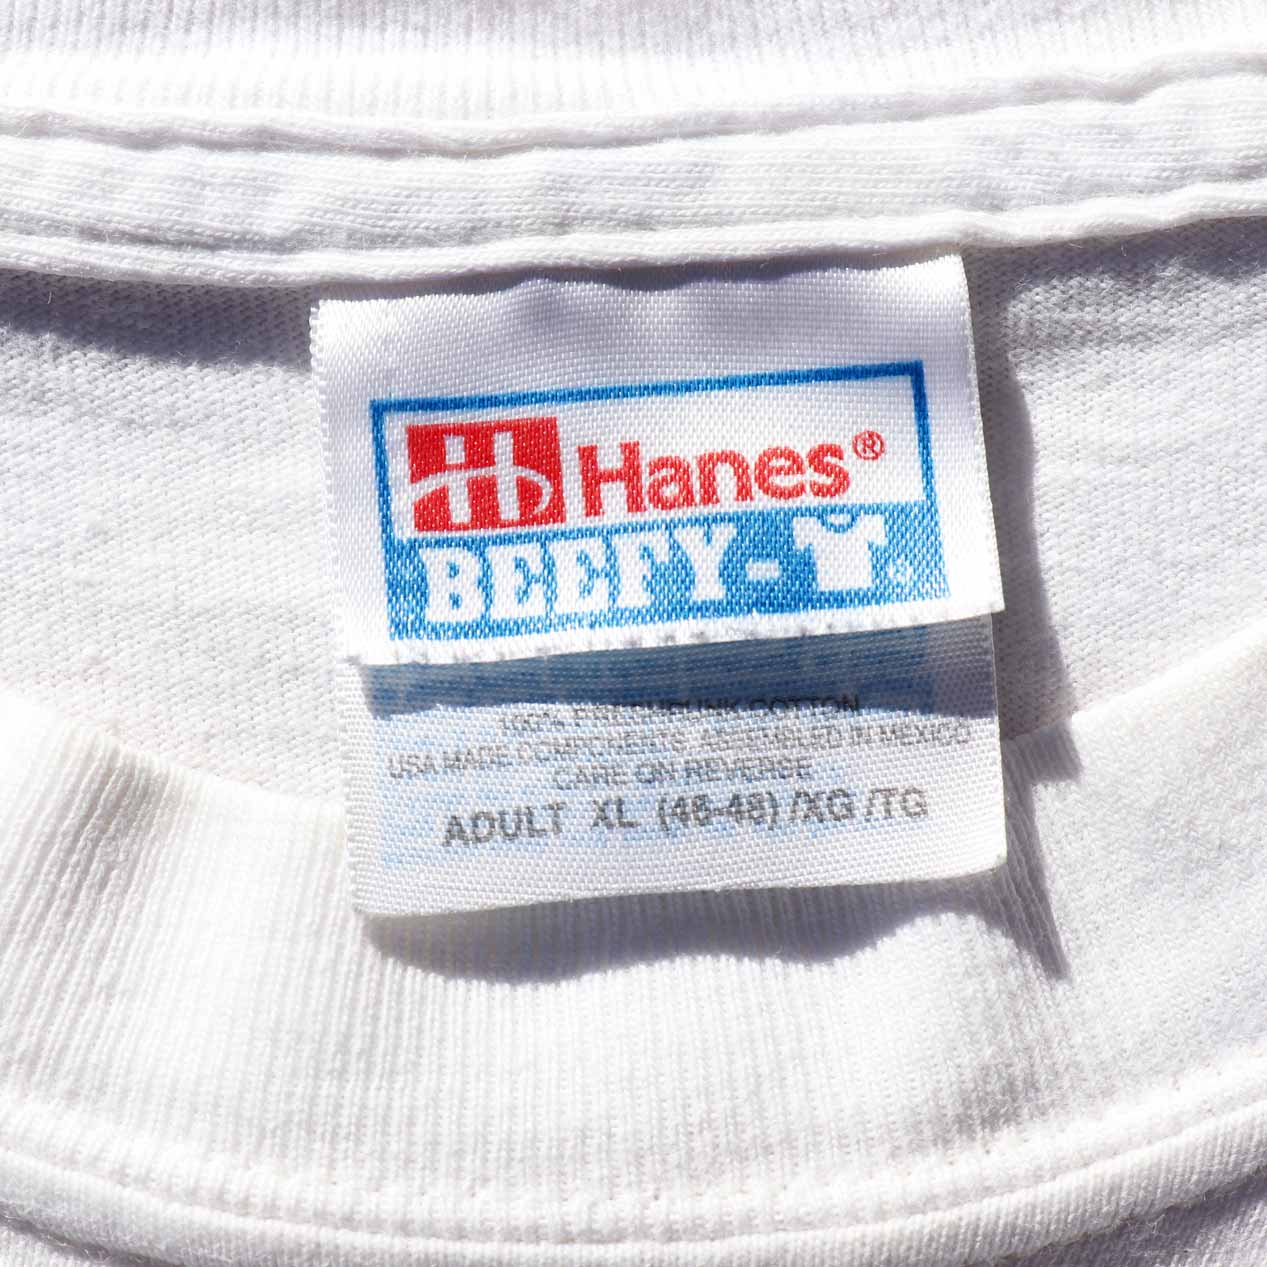 Hanes®
BEEFY-
100% PRESHRUNK COTTON
USA MADE COMPONENTS. ASSEMBLED IN MEXICO
CARE ON REVERSE
ADULT XL (46-48) /XG /TG